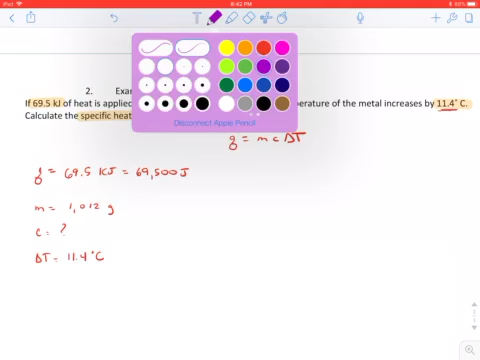 iPad
8:42 PM
88%
2. Exa
If 69.5 kJ of heat is applied perature of the metal increases by 11.4° C.
Calculate the specific heat
Disconnect Apple Pencil
q = m c ΔT
q = 69.5 KJ = 69,500 J
m = 1,012 g
c = ?
ΔT = 11.4°C